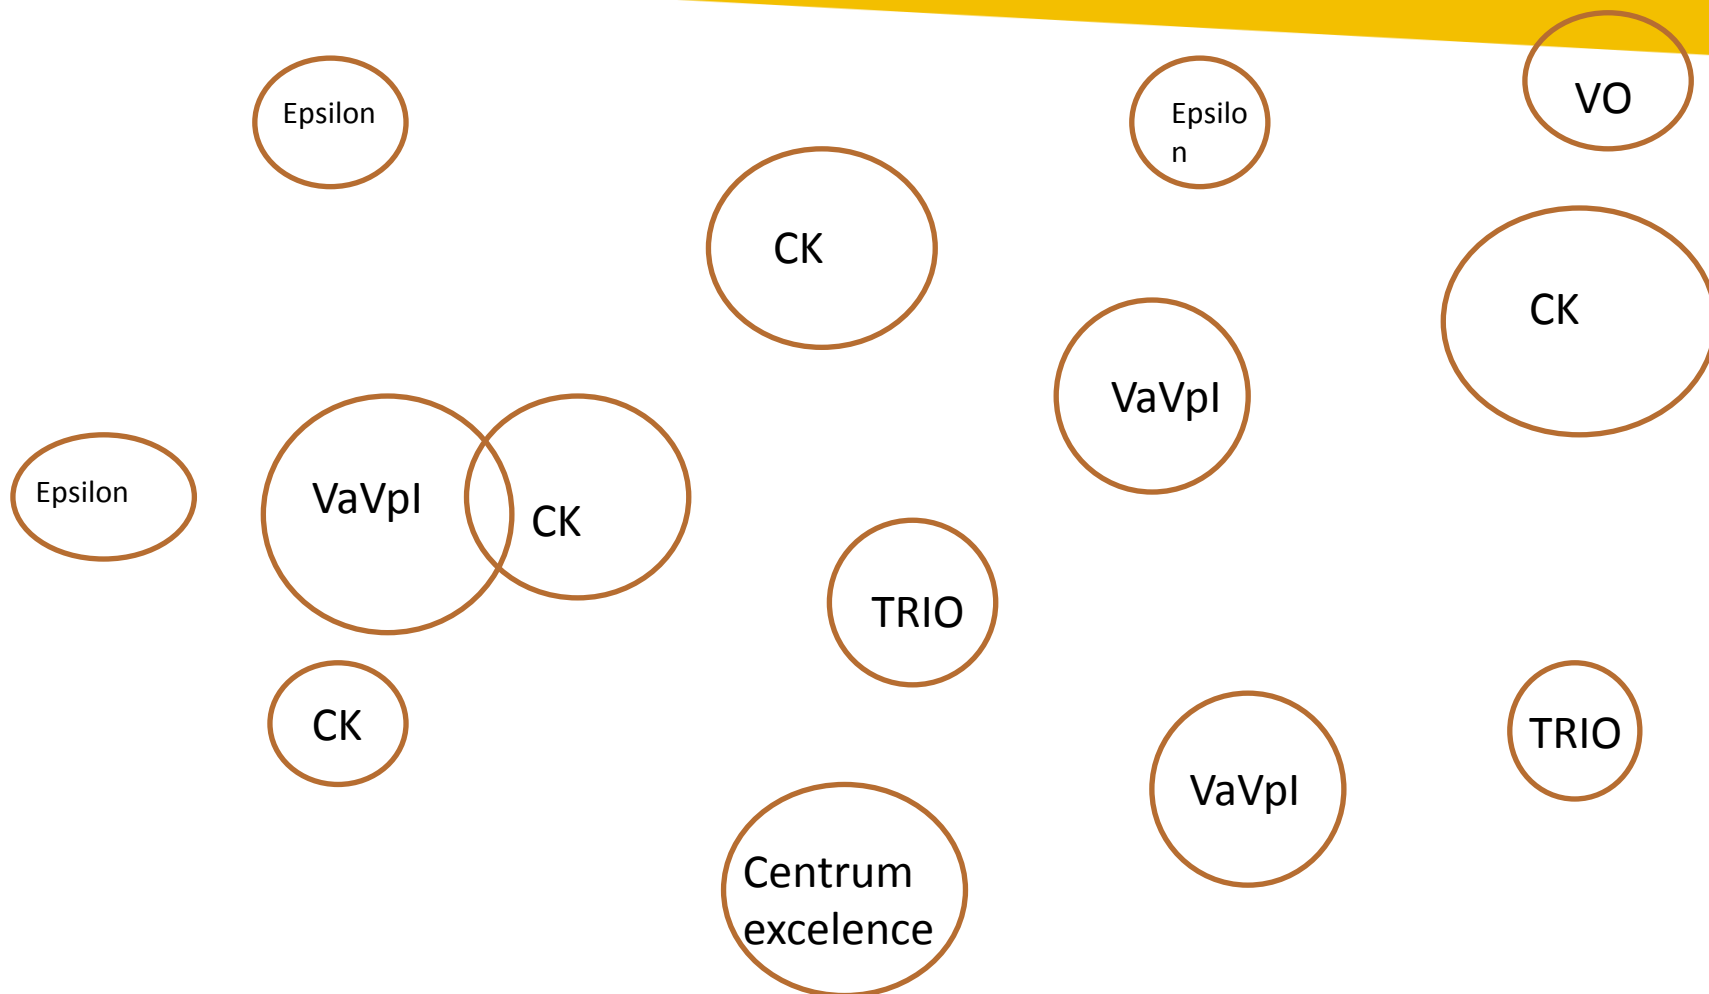 VO
Epsilon
Epsilo
n
CK
CK
VaVpI
Epsilon
VaVpI
CK
TRIO
CK
TRIO
VaVpI
Centrum
excelence